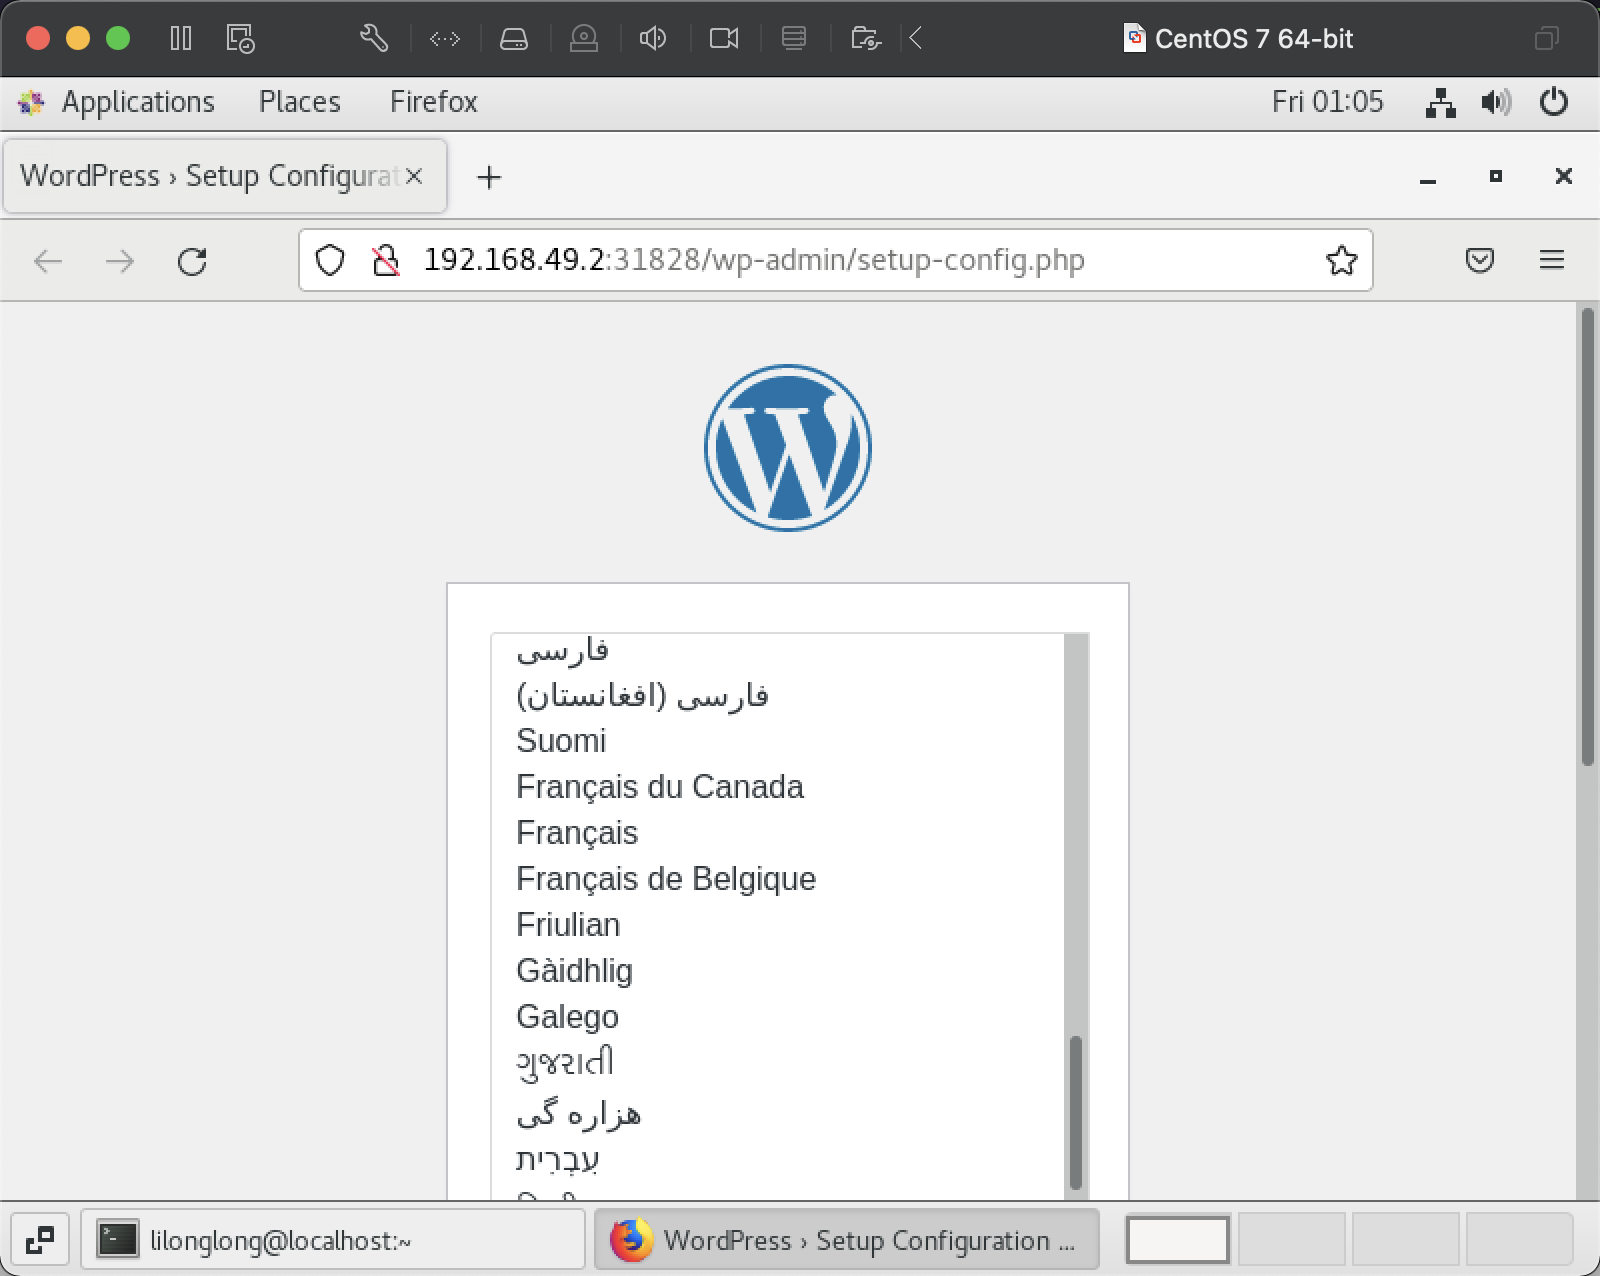 CentOS 7 64-bit
Applications Places Firefox Fri 01:05
WordPress › Setup Configurat
192.168.49.2:31828/wp-admin/setup-config.php
فارسی
فارسی (افغانستان)
Suomi
Français du Canada
Français
Français de Belgique
Friulian
Gàidhlig
Galego
ગુજરાતી
هزاره گی
עִבְרִית
lilonglong@localhost:~ WordPress › Setup Configuration ...